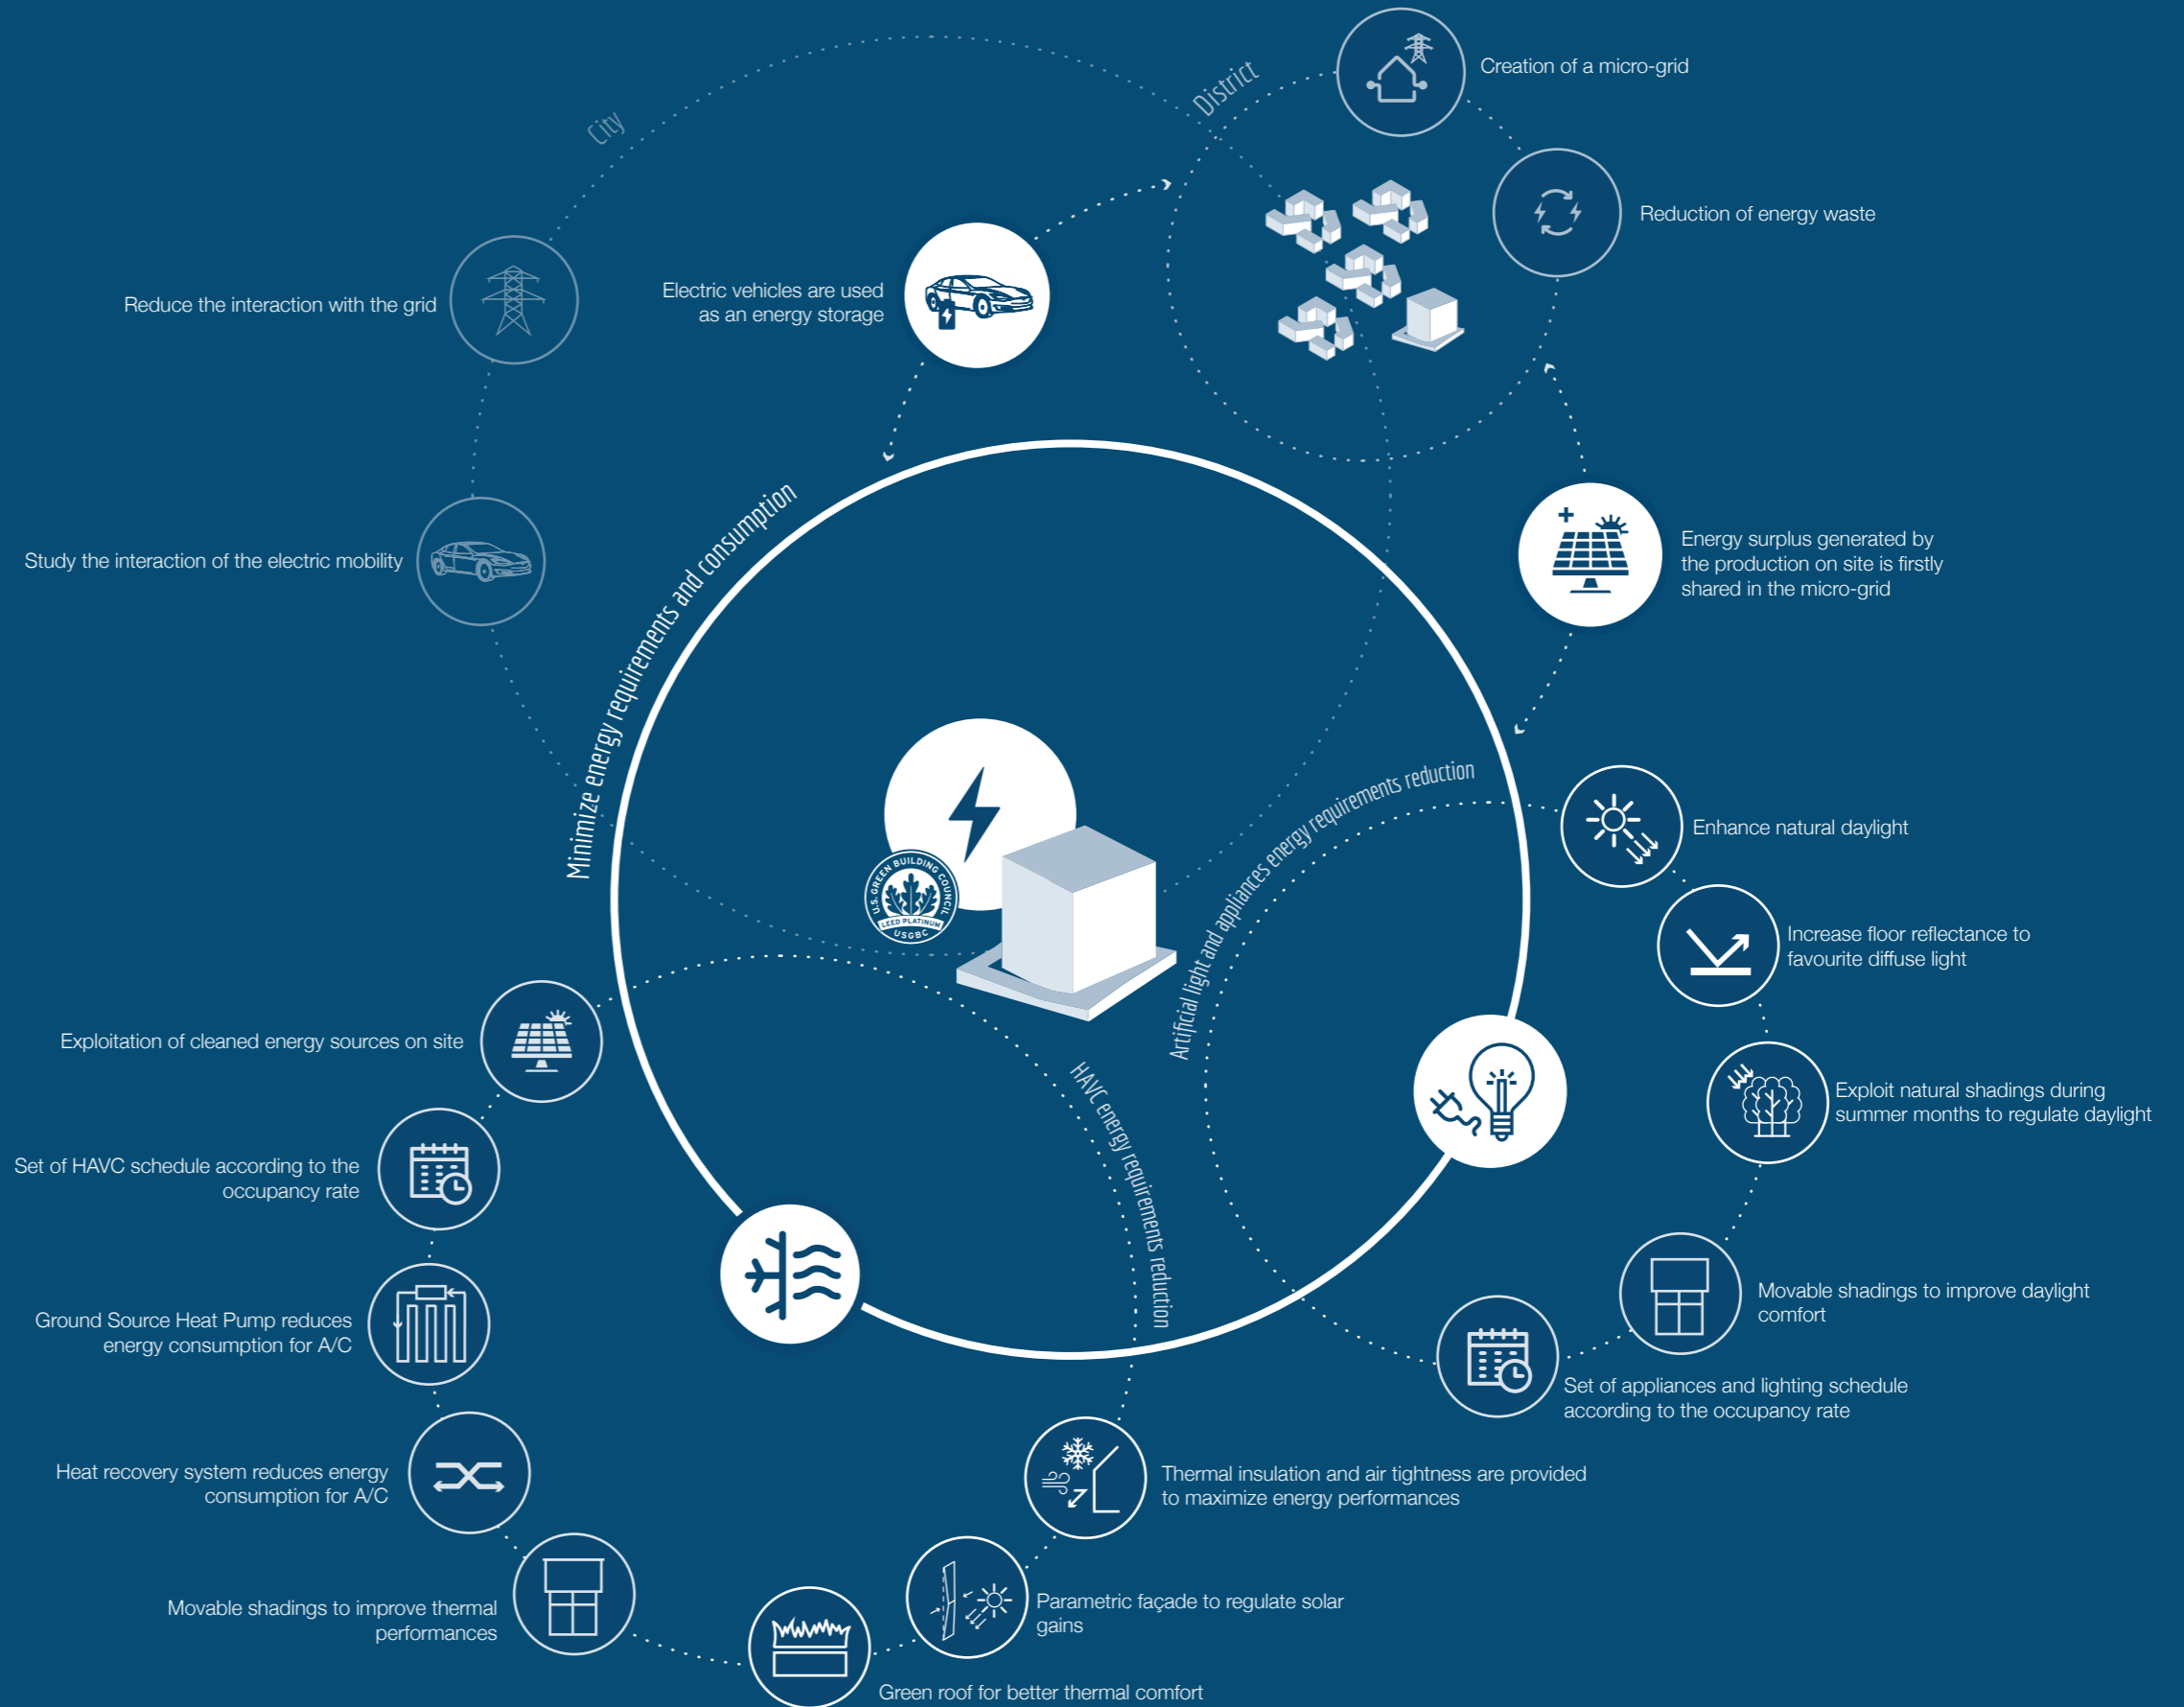 Creation of a micro-grid
District
City
Reduction of energy waste
Reduce the interaction with the grid
Electric vehicles are used
as an energy storage
Study the interaction of the electric mobility
Energy surplus generated by
the production on site is firstly
shared in the micro-grid
Minimize energy requirements and consumption
Artificial light and appliances energy requirements reduction
Enhance natural daylight
U.S. GREEN BUILDING COUNCIL
LEED PLATINUM
USGBC
Increase floor reflectance to
favourite diffuse light
Exploitation of cleaned energy sources on site
HAVC energy requirements reduction
Exploit natural shadings during
summer months to regulate daylight
Set of HAVC schedule according to the
occupancy rate
Movable shadings to improve daylight
comfort
Ground Source Heat Pump reduces
energy consumption for A/C
Set of appliances and lighting schedule
according to the occupancy rate
Heat recovery system reduces energy
consumption for A/C
Thermal insulation and air tightness are provided
to maximize energy performances
Movable shadings to improve thermal
performances
Parametric façade to regulate solar
gains
Green roof for better thermal comfort